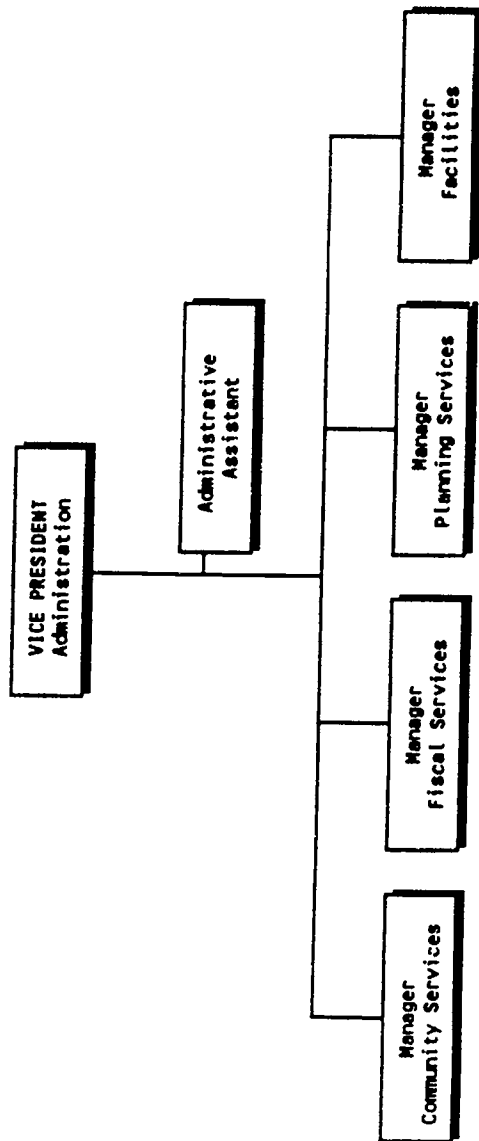 VICE PRESIDENT
Administration
Administrative
Assistant
Manager
Community Services
Manager
Fiscal Services
Manager
Planning Services
Manager
Facilities